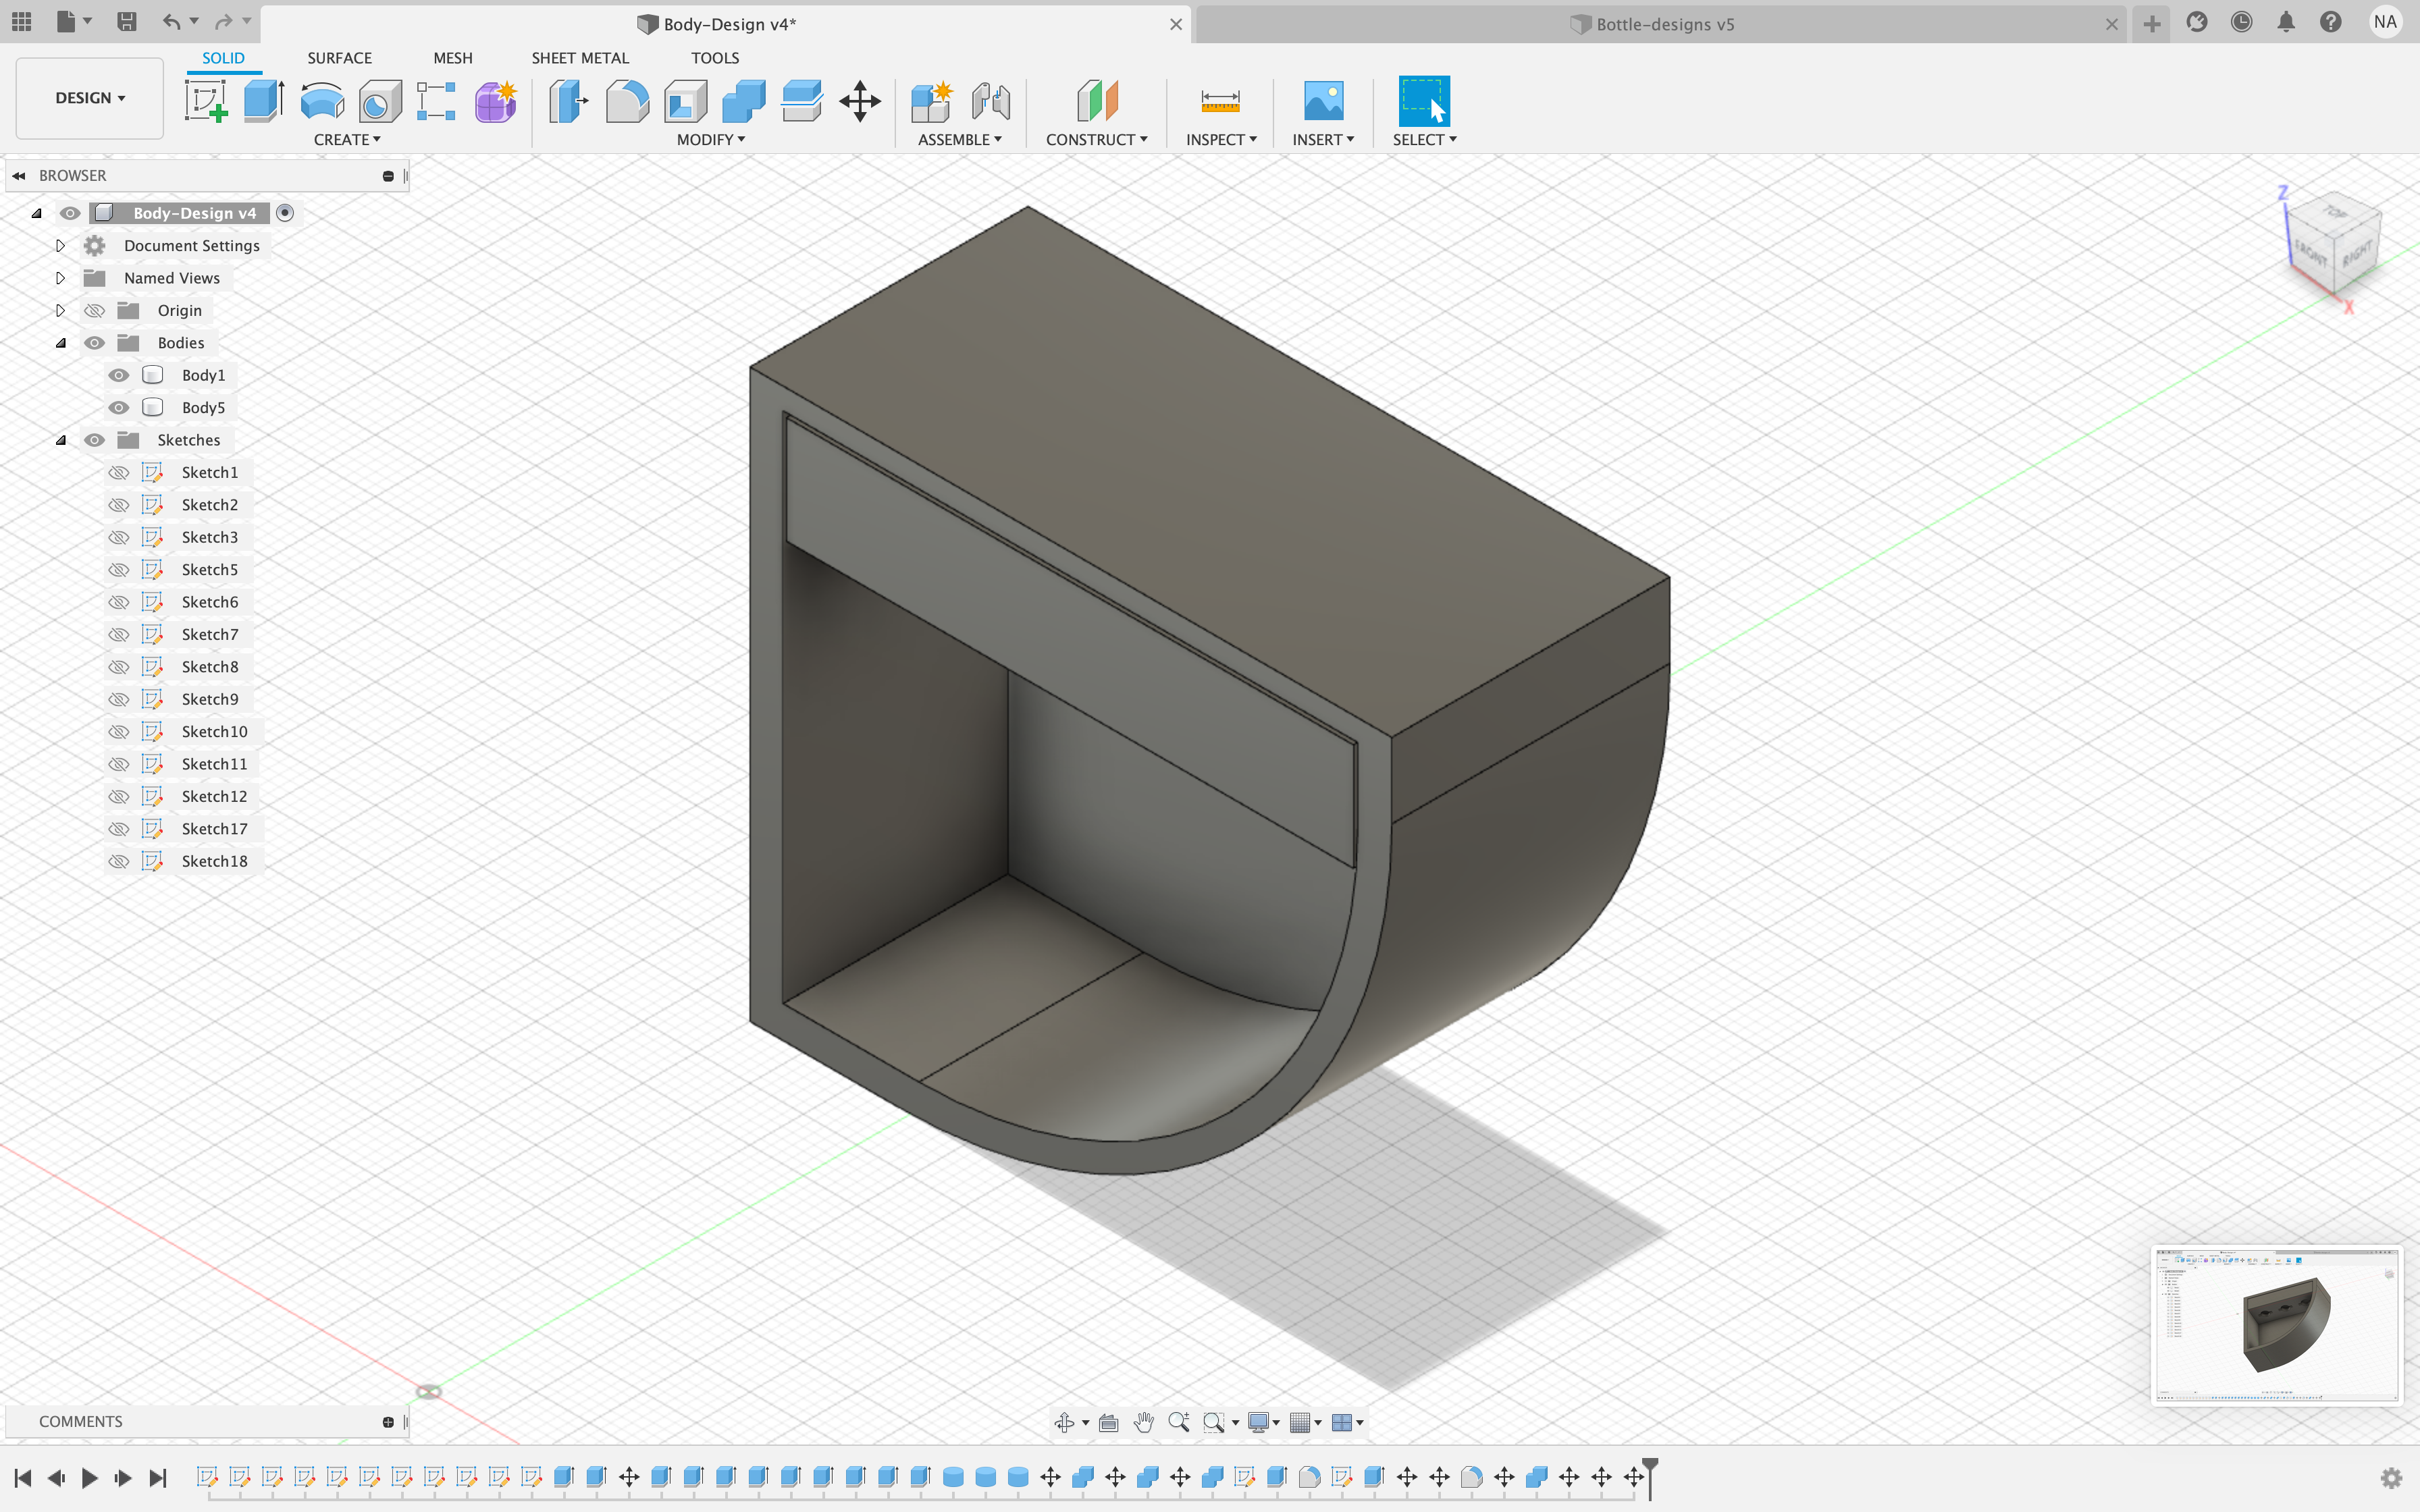 Body-Design v4*
Bottle-designs v5
NA
SOLID
SURFACE
MESH
SHEET METAL
TOOLS
DESIGN
CREATE
MODIFY
ASSEMBLE
CONSTRUCT
INSPECT
INSERT
SELECT
BROWSER
Body-Design v4
Document Settings
Named Views
Origin
Bodies
Body1
Body5
Sketches
Sketch1
Sketch2
Sketch3
Sketch5
Sketch6
Sketch7
Sketch8
Sketch9
Sketch10
Sketch11
Sketch12
Sketch17
Sketch18
Z
TOP
FRONT
RIGHT
X
COMMENTS